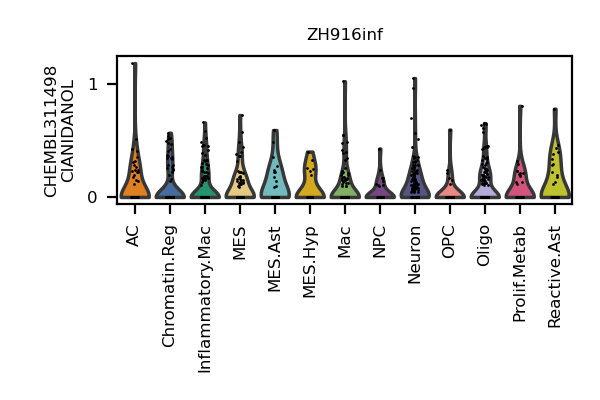 ZH916inf
CHEMBL311498
CIANIDANOL
1
0
AC
Chromatin.Reg
Inflammatory.Mac
MES
MES.Ast
MES.Hyp
Mac
NPC
Neuron
OPC
Oligo
Prolif.Metab
Reactive.Ast